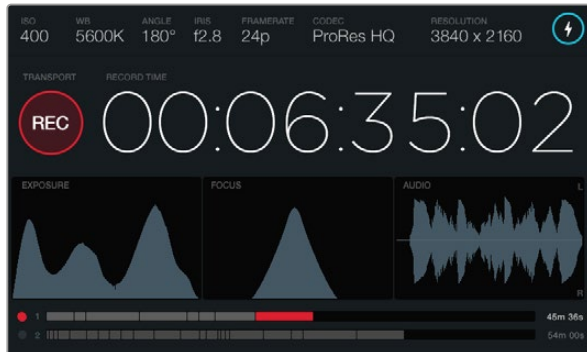 ISO WB ANGLE IRIS FRAMERATE CODEC RESOLUTION
400 5600K 180° f2.8 24p ProRes HQ 3840 x 2160
TRANSPORT RECORD TIME
REC 00:06:35:02
EXPOSURE FOCUS AUDIO L
R
1 45m 36s
2 54m 00s